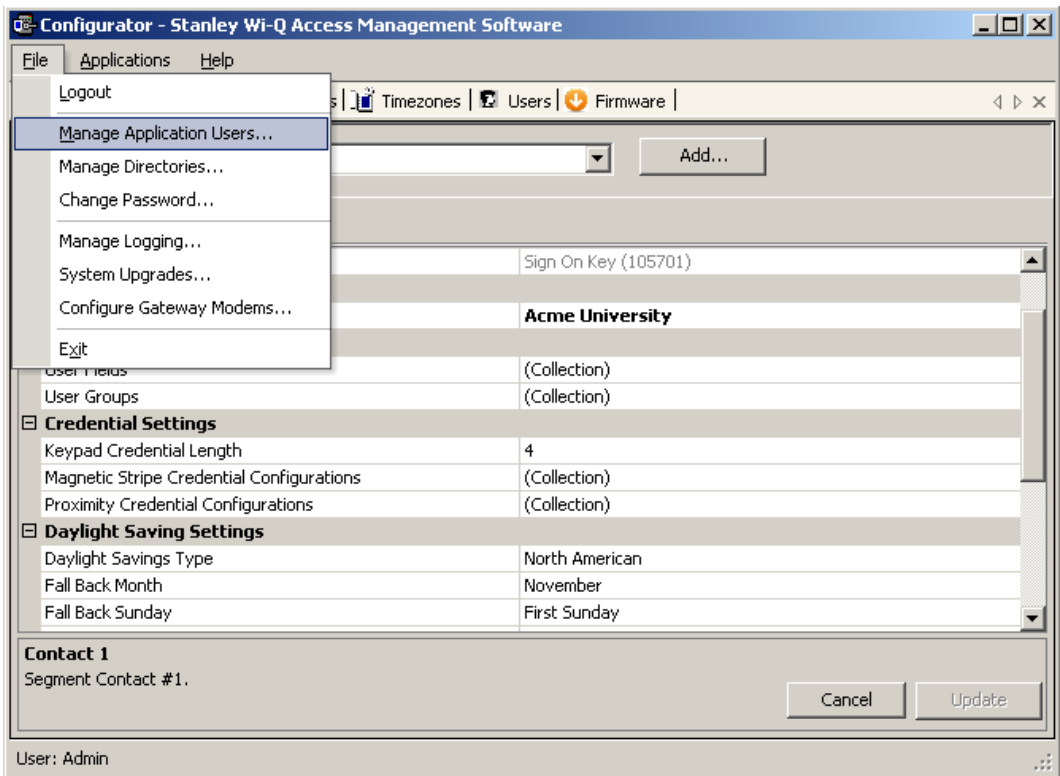 Configurator - Stanley Wi-Q Access Management Software
File Applications Help
Logout
Manage Application Users...
Manage Directories...
Change Password...
Manage Logging...
System Upgrades...
Configure Gateway Modems...
Exit
s Timezones Users Firmware
Add...
Sign On Key (105701)
Acme University
User Fields (Collection)
User Groups (Collection)
Credential Settings
Keypad Credential Length 4
Magnetic Stripe Credential Configurations (Collection)
Proximity Credential Configurations (Collection)
Daylight Saving Settings
Daylight Savings Type North American
Fall Back Month November
Fall Back Sunday First Sunday
Contact 1
Segment Contact #1.
Cancel Update
User: Admin